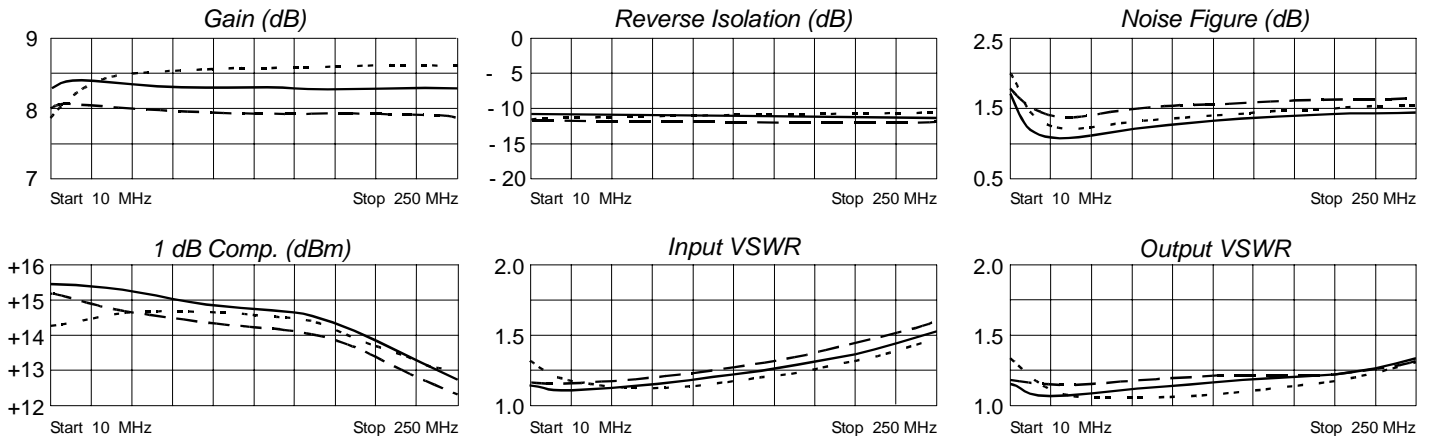 Gain (dB)
9
8
7
Start 10 MHz
Stop 250 MHz
Reverse Isolation (dB)
0
- 5
- 10
- 15
- 20
Start 10 MHz
Stop 250 MHz
Noise Figure (dB)
2.5
1.5
0.5
Start 10 MHz
Stop 250 MHz
1 dB Comp. (dBm)
+16
+15
+14
+13
+12
Start 10 MHz
Stop 250 MHz
Input VSWR
2.0
1.5
1.0
Start 10 MHz
Stop 250 MHz
Output VSWR
2.0
1.5
1.0
Start 10 MHz
Stop 250 MHz